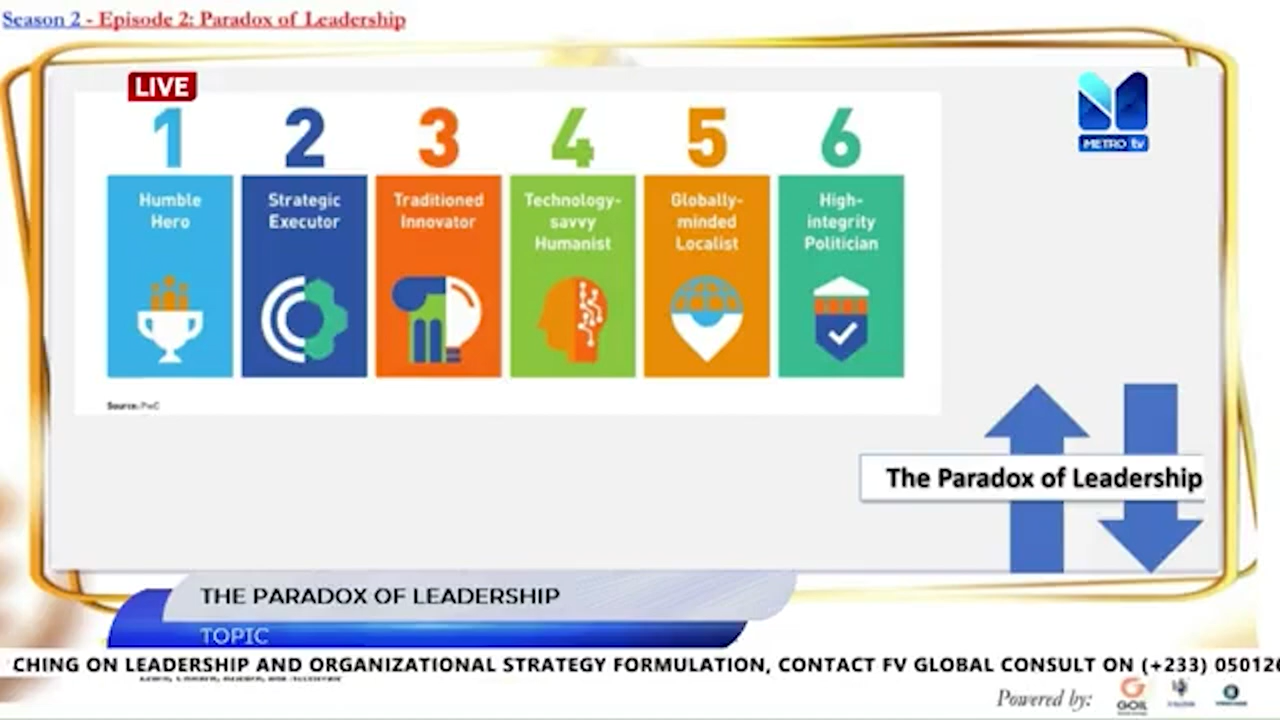 Season 2 - Episode 2: Paradox of Leadership
LIVE
METRO tv
1
2
3
4
5
6
Humble
Hero
Strategic
Executor
Traditioned
Innovator
Technology-
savvy
Humanist
Globally-
minded
Localist
High-
integrity
Politician
Source: PwC
The Paradox of Leadership
THE PARADOX OF LEADERSHIP
TOPIC
CHING ON LEADERSHIP AND ORGANIZATIONAL STRATEGY FORMULATION, CONTACT FV GLOBAL CONSULT ON (+233) 050126
Powered by:
GOIL